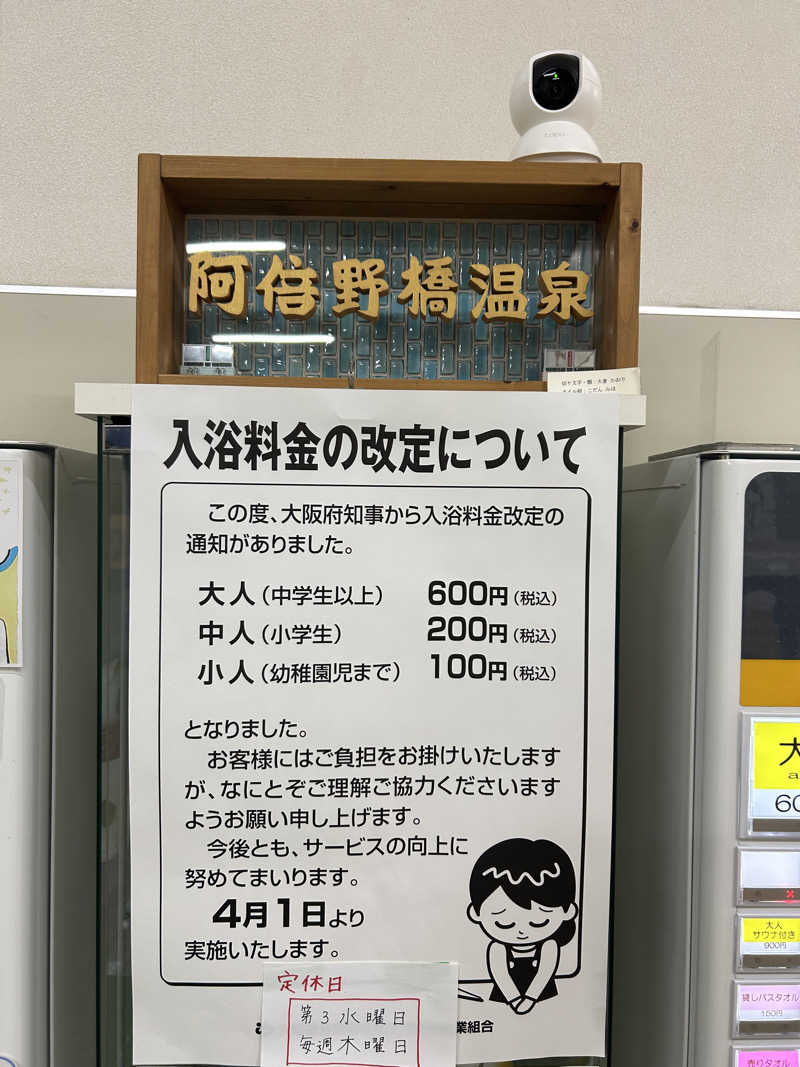 tapo
阿倍野橋温泉
入浴料金の改定について
この度、大阪府知事から入浴料金改定の
通知がありました。
大人（中学生以上） 600円（税込）
中人（小学生） 200円（税込）
小人（幼稚園児まで） 100円（税込）
となりました。
お客様にはご負担をお掛けいたします
が、なにとぞご理解ご協力くださいます
ようお願い申し上げます。
今後とも、サービスの向上に
努めてまいります。
4月1日より
実施いたします。
定休日
第3水曜日
毎週木曜日
業組合
大
60
大人
サウナ付き
900円
貸しバスタオル
150円
売りタオル